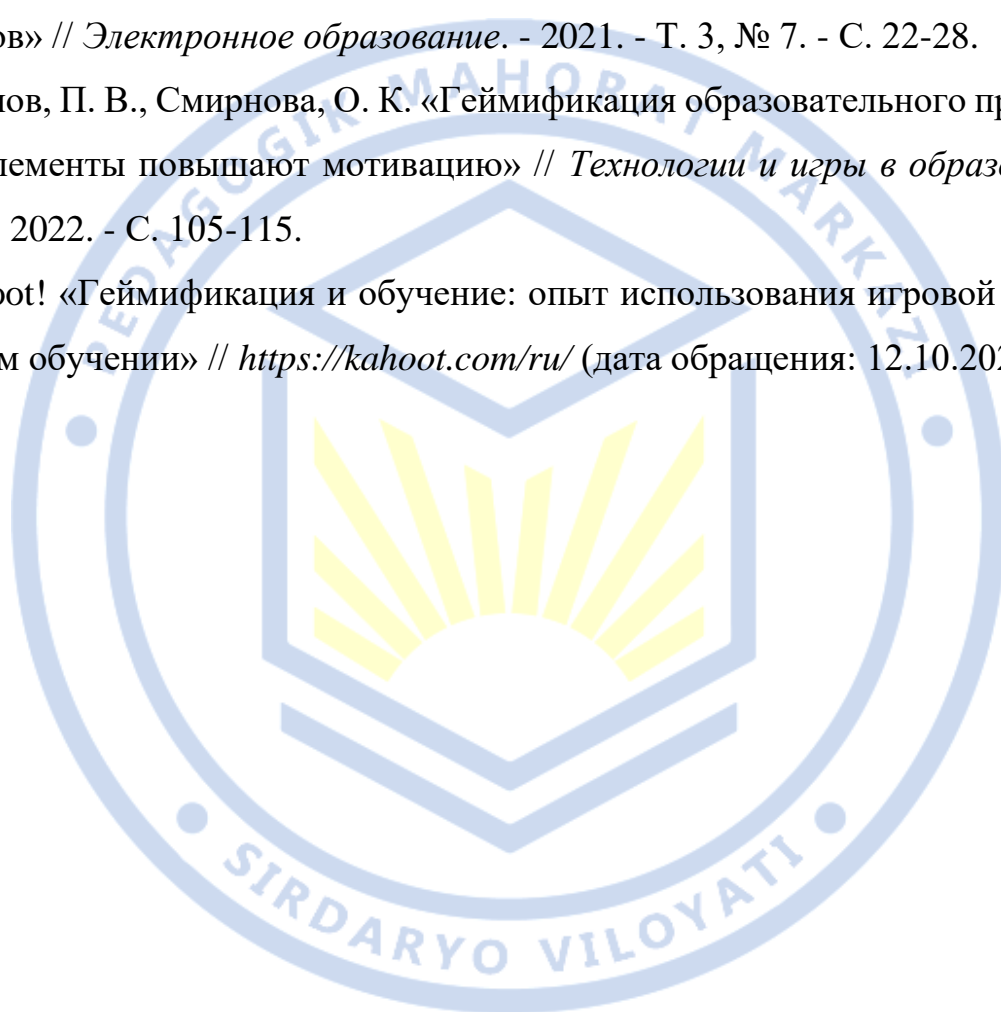 ов» // Электронное образование. - 2021. - Т. 3, № 7. - С. 22-28.
нов, П. В., Смирнова, О. К. «Геймификация образовательного пр
лементы повышают мотивацию» // Технологии и игры в образо
2022. - С. 105-115.
oot! «Геймификация и обучение: опыт использования игровой
м обучении» // https://kahoot.com/ru/ (дата обращения: 12.10.202
PEDAGOGIK MAHORAT MARKAZI
SIRDARYO VILOYATI